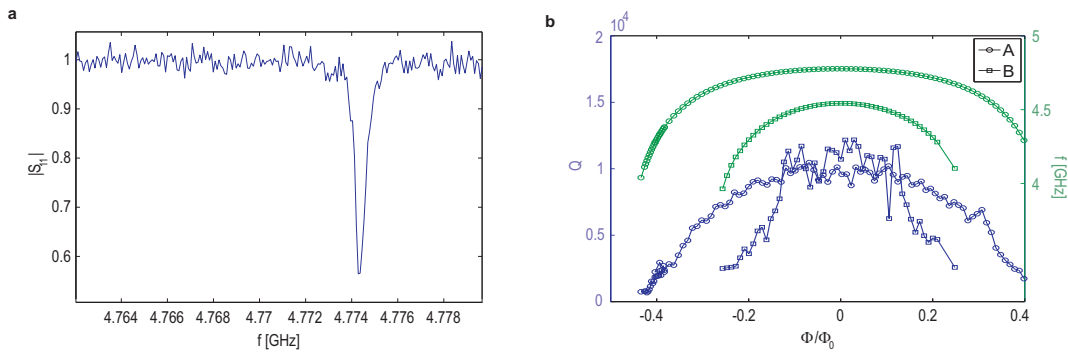 a
|S11|
1
0.9
0.8
0.7
0.6
4.764 4.766 4.768 4.77 4.772 4.774 4.776 4.778
f [GHz]
b
x 10^4
2
1.5
1
0.5
0
Q
5
4.5
4
f [GHz]
A
B
-0.4 -0.2 0 0.2 0.4
Φ/Φ0